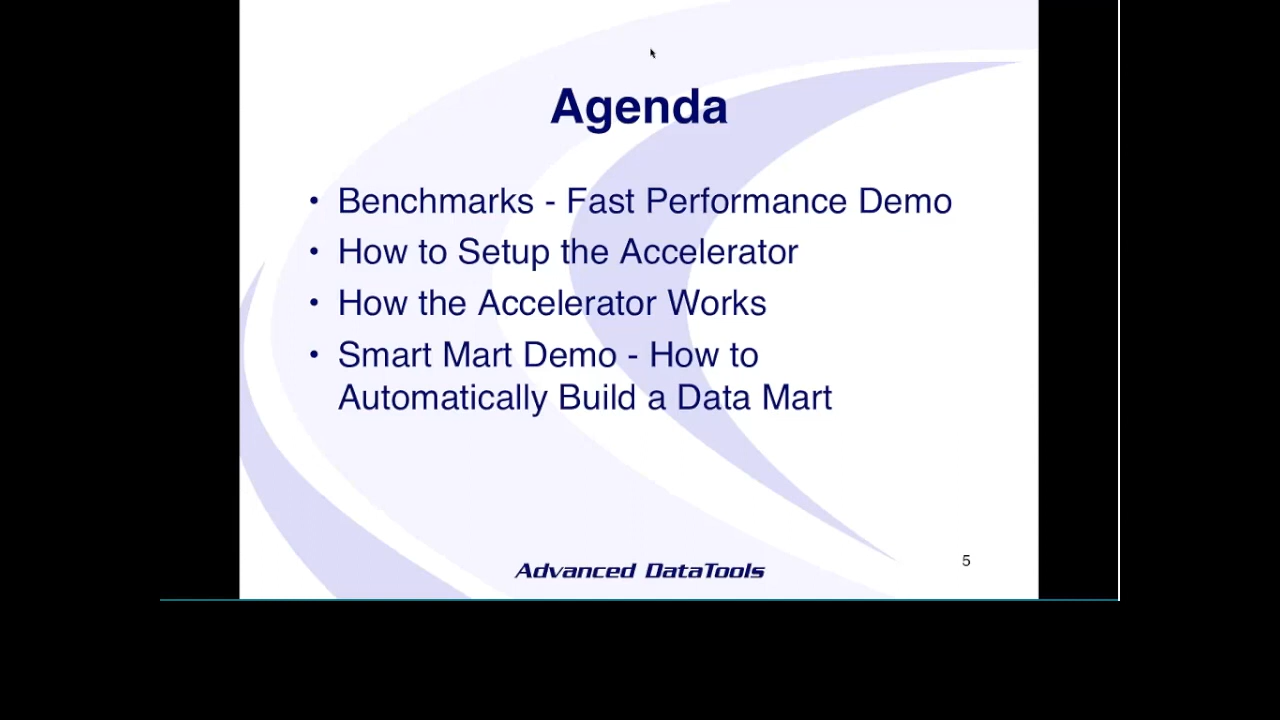 Agenda
• Benchmarks - Fast Performance Demo
• How to Setup the Accelerator
• How the Accelerator Works
• Smart Mart Demo - How to
Automatically Build a Data Mart
Advanced DataTools
5